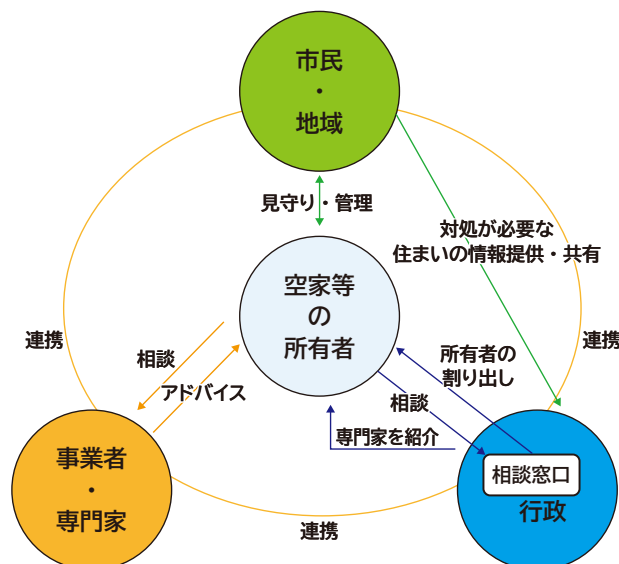 市民
・
地域
見守り・管理
対処が必要な
住まいの情報提供・共有
空家等
の
所有者
連携
連携
相談
アドバイス
所有者の
割り出し
相談
専門家を紹介
事業者
・
専門家
相談窓口
行政
連携